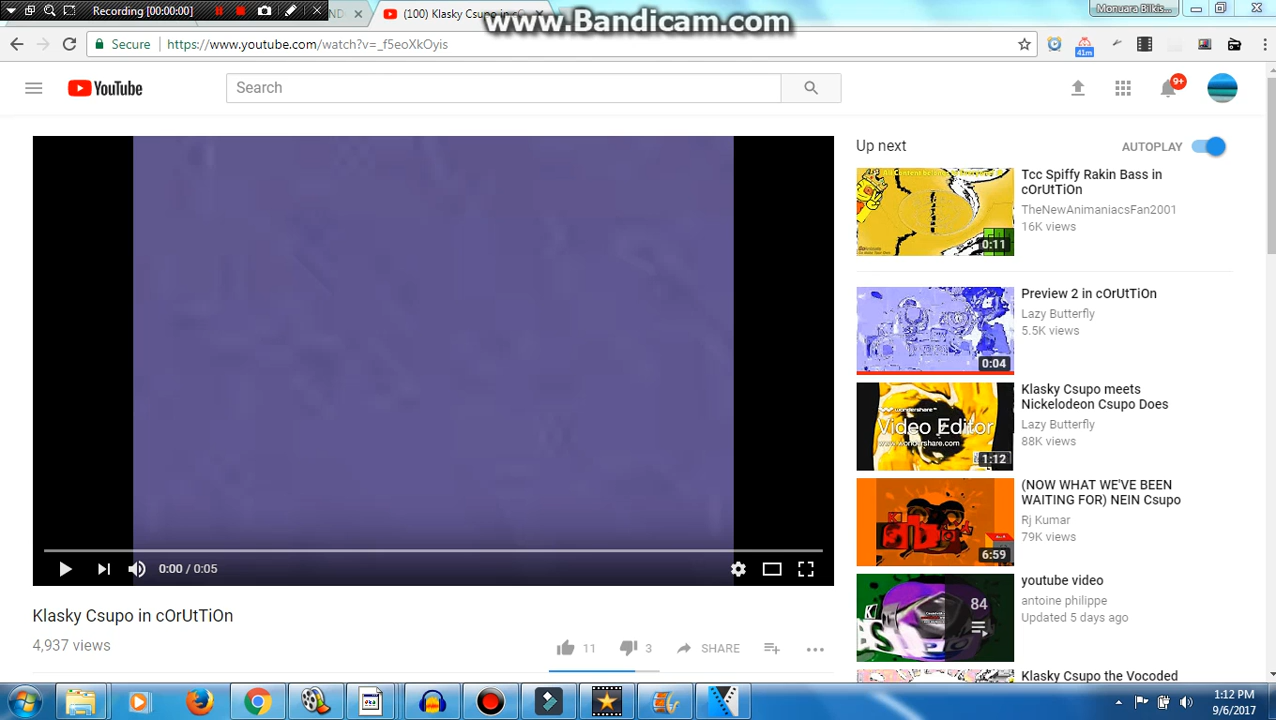 Recording [00:00:00]
(100) Klasky Csupo in c
www.Bandicam.com
Monuara Bilkis
Secure
https://www.youtube.com/watch?v=_f5eoXkOyis
41m
YouTube
Search
9+
Up next
AUTOPLAY
Tcc Spiffy Rakin Bass in
cOrUtTiOn
TheNewAnimaniacsFan2001
16K views
0:11
Preview 2 in cOrUtTiOn
Lazy Butterfly
5.5K views
0:04
Klasky Csupo meets
Nickelodeon Csupo Does
Lazy Butterfly
88K views
wondershare
Video Editor
www.wondershare.com
1:12
(NOW WHAT WE'VE BEEN
WAITING FOR) NEIN Csupo
Rj Kumar
79K views
6:59
youtube video
antoine philippe
Updated 5 days ago
84
Klasky Csupo the Vocoded
0:00 / 0:05
Klasky Csupo in cOrUtTiOn
4,937 views
11
3
SHARE
1:12 PM
9/6/2017